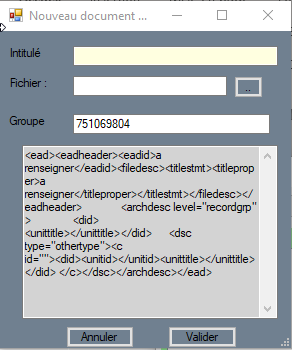 Nouveau document ...
Intitulé
Fichier :
..
Groupe
751069804
<ead><eadheader><eadid>a
renseigner</eadid><filedesc><titlestmt><titleprop
er>a
renseigner</titleproper></titlestmt></filedesc></
eadheader> <archdesc level="recordgrp"
> <did>
<unittitle></unittitle></did> <dsc
type="othertype"><c
id=""><did><unitid></unitid><unittitle></unittitle>
</did> </c></dsc></archdesc></ead>
Annuler
Valider